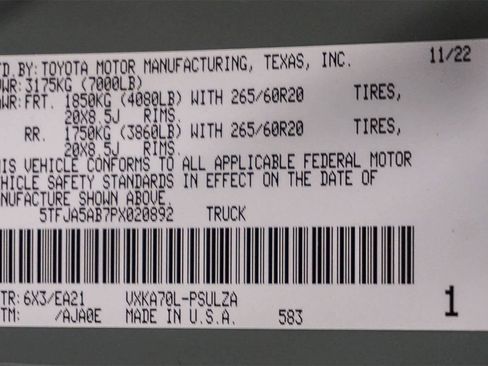 FD.BY: TOYOTA MOTOR MANUFACTURING, TEXAS, INC. 11/22
WR: 3175KG (7000LB)
WR: FRT. 1850KG (4080LB) WITH 265/60R20 TIRES,
20X8.5J RIMS.
RR. 1750KG (3860LB) WITH 265/60R20 TIRES,
20X8.5J RIMS.
HIS VEHICLE CONFORMS TO ALL APPLICABLE FEDERAL MOTOR
EHICLE SAFETY STANDARDS IN EFFECT ON THE DATE OF
NUFACTURE SHOWN ABOVE.
5TFJA5AB7PX020892 TRUCK
TR: 6X3/EA21 VXKA70L-PSULZA
TM: /AJA0E MADE IN U.S.A. 583 1